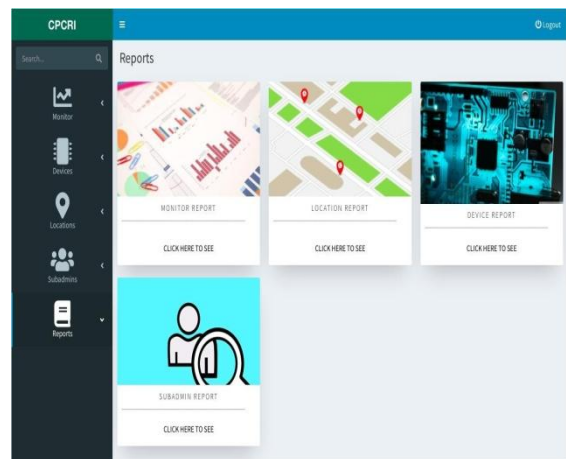 CPCRI
Logout
Search...
Reports
Monitor
Devices
Locations
Subadmins
Reports
MONITOR REPORT
CLICK HERE TO SEE
LOCATION REPORT
CLICK HERE TO SEE
DEVICE REPORT
CLICK HERE TO SEE
SUBADMIN REPORT
CLICK HERE TO SEE